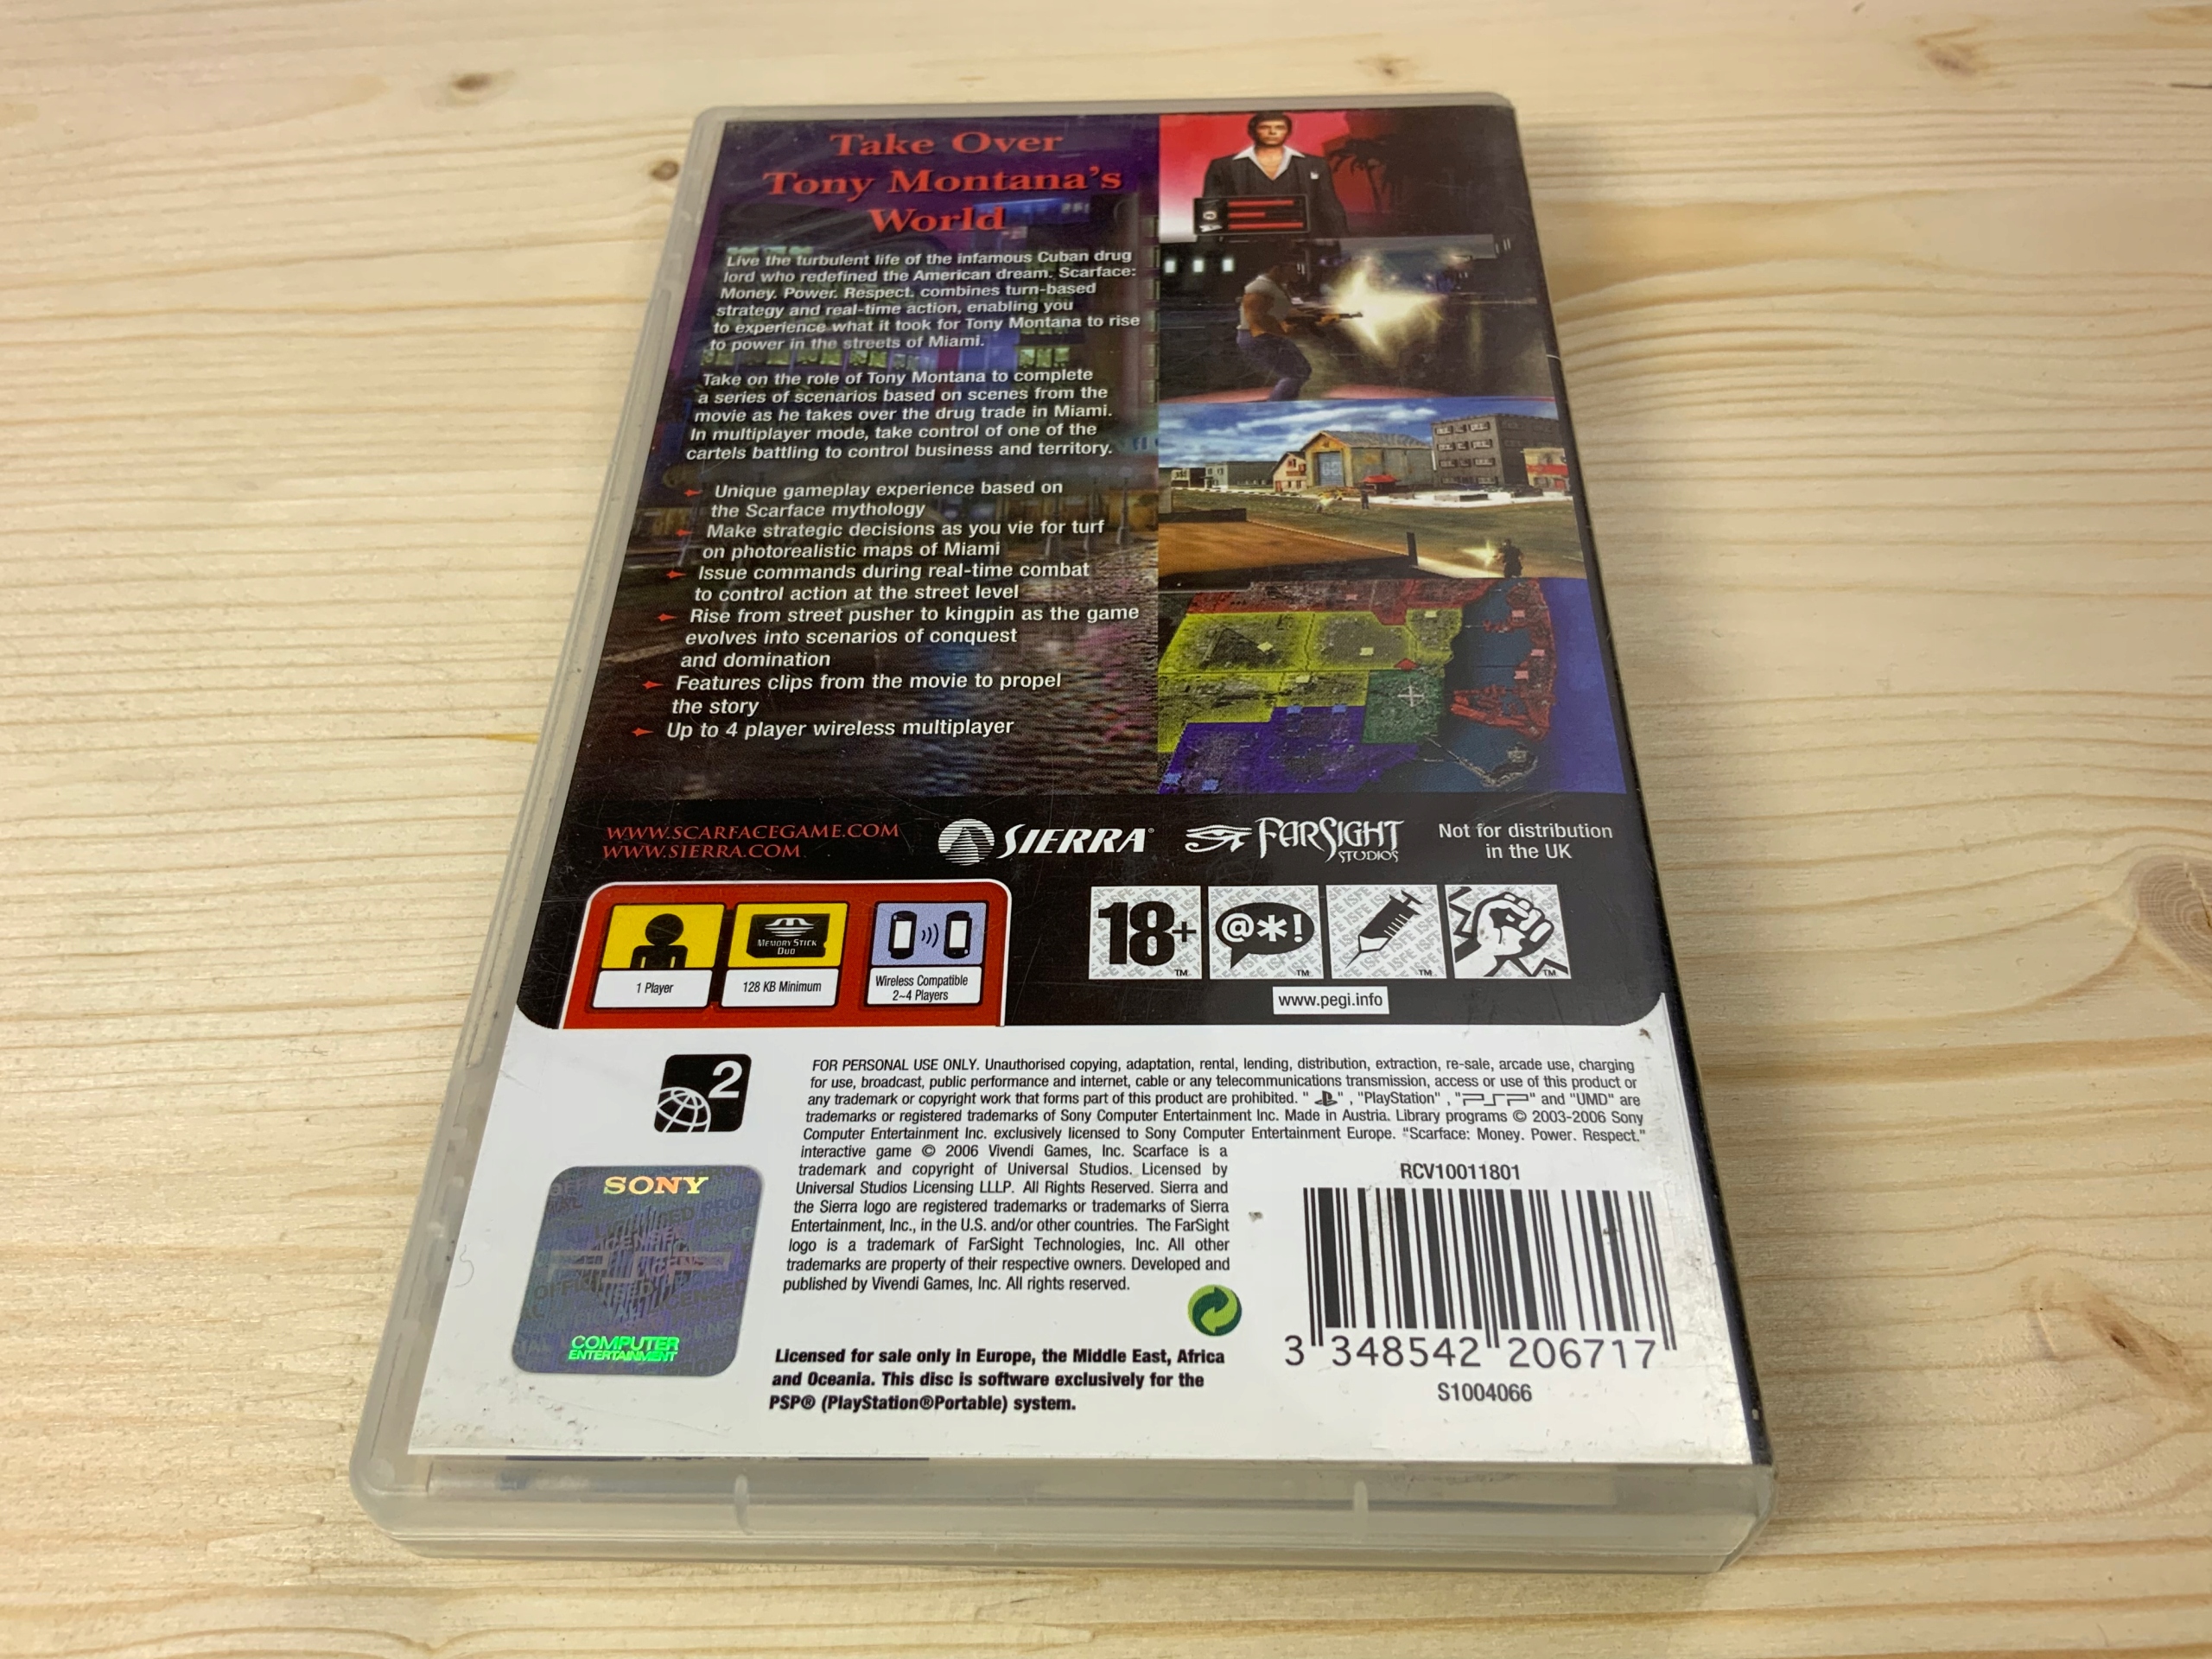 Take Over
Tony Montana's
World
Live the turbulent life of the infamous Cuban drug
lord who redefined the American dream. Scarface:
Money. Power. Respect. combines turn-based
strategy and real-time action, enabling you
to experience what it took for Tony Montana to rise
to power in the streets of Miami.
Take on the role of Tony Montana to complete
a series of scenarios based on scenes from the
movie as he takes over the drug trade in Miami.
In multiplayer mode, take control of one of the
cartels battling to control business and territory.
Unique gameplay experience based on
the Scarface mythology
Make strategic decisions as you vie for turf
on photorealistic maps of Miami
Issue commands during real-time combat
to control action at the street level
Rise from street pusher to kingpin as the game
evolves into scenarios of conquest
and domination
Features clips from the movie to propel
the story
Up to 4 player wireless multiplayer
WWW.SCARFACEGAME.COM
WWW.SIERRA.COM
SIERRA®
FARSIGHT
STUDIOS
Not for distribution
in the UK
MEMORY STICK
DUO
1 Player
128 KB Minimum
Wireless Compatible
2~4 Players
18+
TM
@*!
TM
TM
TM
www.pegi.info
2
FOR PERSONAL USE ONLY. Unauthorised copying, adaptation, rental, lending, distribution, extraction, re-sale, arcade use, charging
for use, broadcast, public performance and internet, cable or any telecommunications transmission, access or use of this product or
any trademark or copyright work that forms part of this product are prohibited. " ", "PlayStation", "PSP" and "UMD" are
trademarks or registered trademarks of Sony Computer Entertainment Inc. Made in Austria. Library programs © 2003-2006 Sony
Computer Entertainment Inc. exclusively licensed to Sony Computer Entertainment Europe. "Scarface: Money. Power. Respect."
interactive game © 2006 Vivendi Games, Inc. Scarface is a
trademark and copyright of Universal Studios. Licensed by
Universal Studios Licensing LLLP. All Rights Reserved. Sierra and
the Sierra logo are registered trademarks or trademarks of Sierra
Entertainment, Inc., in the U.S. and/or other countries. The FarSight
logo is a trademark of FarSight Technologies, Inc. All other
trademarks are property of their respective owners. Developed and
published by Vivendi Games, Inc. All rights reserved.
SONY
COMPUTER
ENTERTAINMENT
Licensed for sale only in Europe, the Middle East, Africa
and Oceania. This disc is software exclusively for the
PSP® (PlayStation®Portable) system.
RCV10011801
3 348542 206717
S1004066